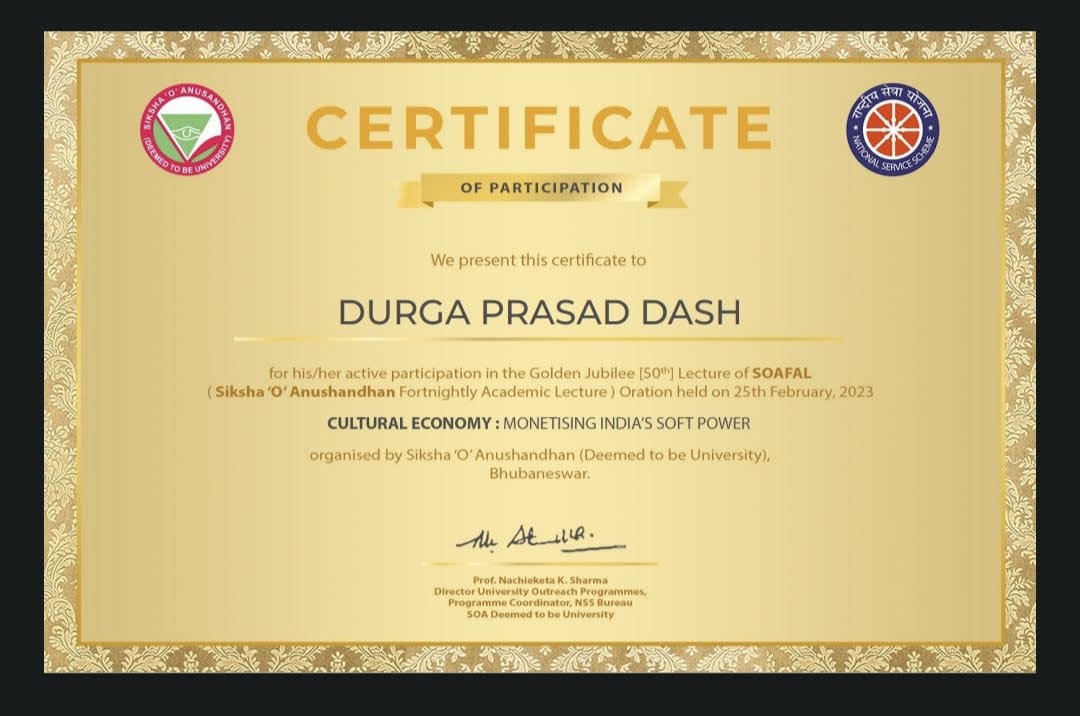 SIKSHA 'O' ANUSANDHAN
(DEEMED TO BE UNIVERSITY)
राष्ट्रीय सेवा योजना
NATIONAL SERVICE SCHEME
CERTIFICATE
OF PARTICIPATION
We present this certificate to
DURGA PRASAD DASH
for his/her active participation in the Golden Jubilee [50th] Lecture of SOAFAL
( Siksha 'O' Anushandhan Fortnightly Academic Lecture ) Oration held on 25th February, 2023
CULTURAL ECONOMY : MONETISING INDIA'S SOFT POWER
organised by Siksha 'O' Anushandhan (Deemed to be University),
Bhubaneswar.
Prof. Nachieketa K. Sharma
Director University Outreach Programmes,
Programme Coordinator, NSS Bureau
SOA Deemed to be University